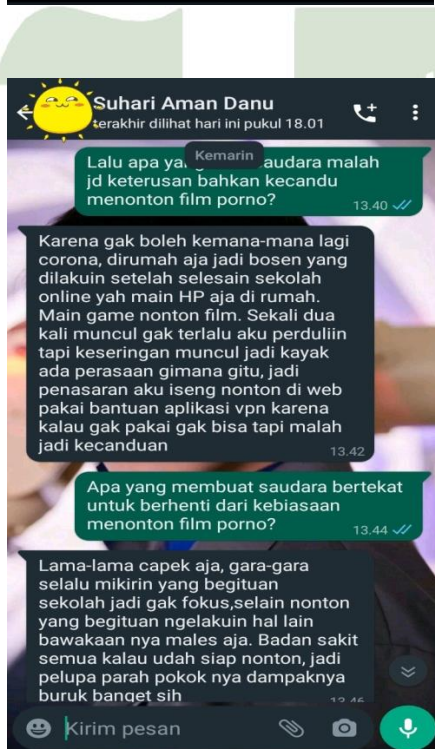 Suhari Aman Danu
terakhir dilihat hari ini pukul 18.01
Kemarin
Lalu apa ya audara malah
jd keterusan bahkan kecandu
menonton film porno?
13.40
Karena gak boleh kemana-mana lagi
corona, dirumah aja jadi bosen yang
dilakuin setelah selesain sekolah
online yah main HP aja di rumah.
Main game nonton film. Sekali dua
kali muncul gak terlalu aku perduliin
tapi keseringan muncul jadi kayak
ada perasaan gimana gitu, jadi
penasaran aku iseng nonton di web
pakai bantuan aplikasi vpn karena
kalau gak pakai gak bisa tapi malah
jadi kecanduan
13.42
Apa yang membuat saudara bertekat
untuk berhenti dari kebiasaan
menonton film porno?
13.44
Lama-lama capek aja, gara-gara
selalu mikirin yang begituan
sekolah jadi gak fokus,selain nonton
yang begituan ngelakuin hal lain
bawakaan nya males aja. Badan sakit
semua kalau udah siap nonton, jadi
pelupa parah pokok nya dampaknya
buruk banget sih
13.46
Kirim pesan